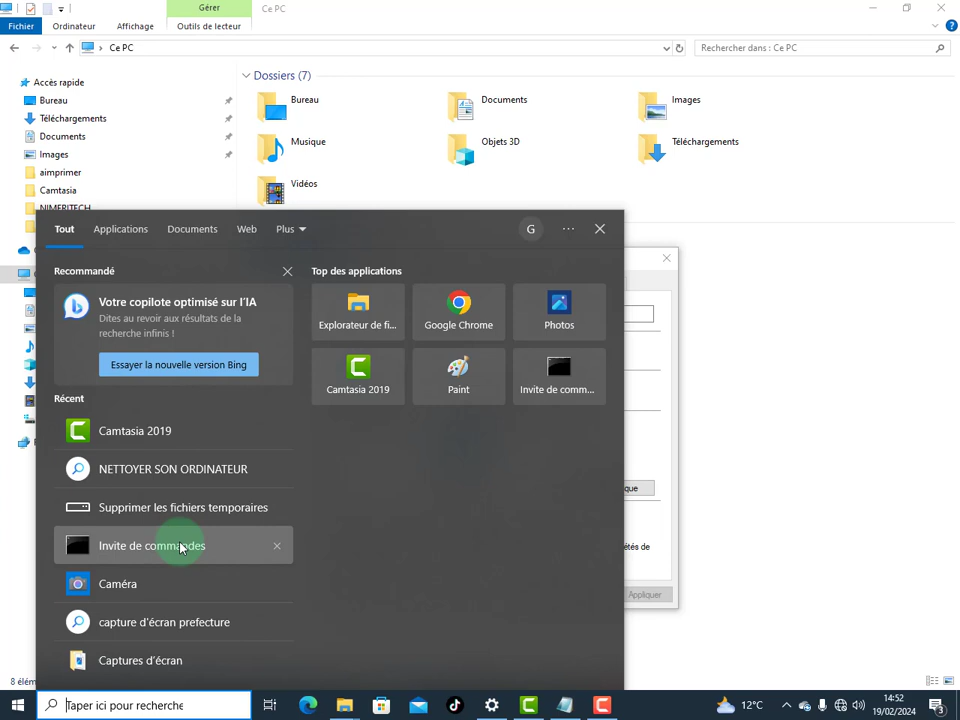 Gérer
Ce PC
Fichier
Ordinateur
Affichage
Outils de lecteur
Ce PC
Rechercher dans : Ce PC
Accès rapide
Bureau
Téléchargements
Documents
Images
aimprimer
Camtasia
NIMERITECH
Dossiers (7)
Bureau
Documents
Images
Musique
Objets 3D
Téléchargements
Vidéos
Tout
Applications
Documents
Web
Plus
G
Recommandé
Votre copilote optimisé sur l'IA
Dites au revoir aux résultats de la
recherche infinis !
Essayer la nouvelle version Bing
Récent
Camtasia 2019
NETTOYER SON ORDINATEUR
Supprimer les fichiers temporaires
Invite de commandes
Caméra
capture d'écran prefecture
Captures d'écran
Top des applications
Explorateur de fi...
Google Chrome
Photos
Camtasia 2019
Paint
Invite de comm...
que
étés de
Appliquer
8 élém
Taper ici pour recherche
12°C
14:52
19/02/2024
3